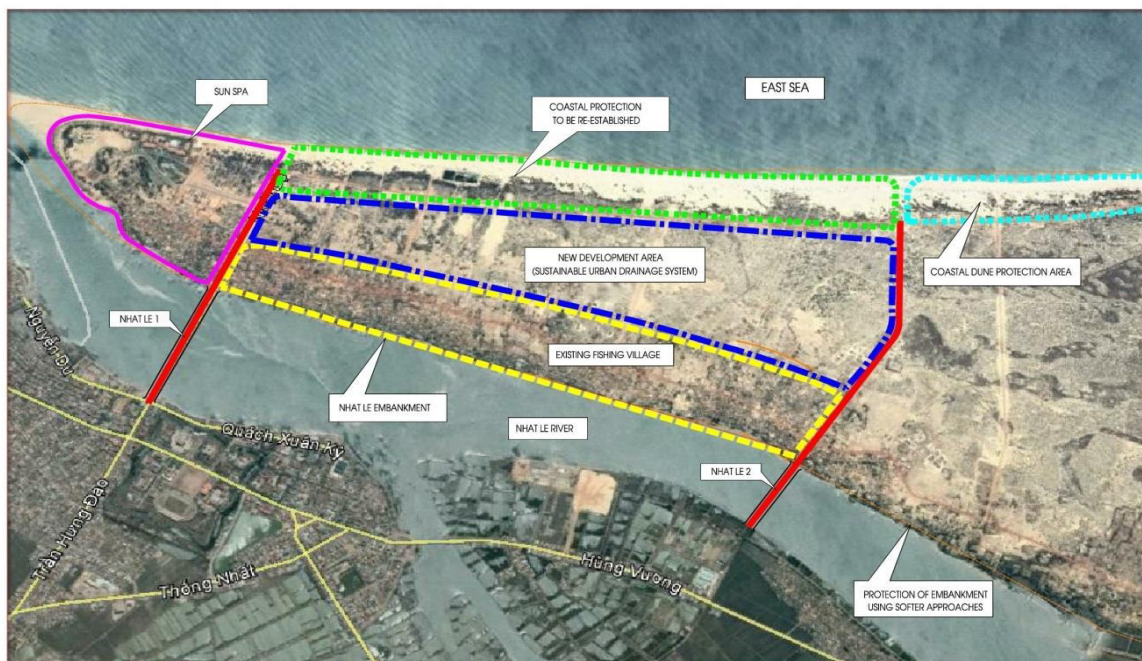 SUN SPA
EAST SEA
COASTAL PROTECTION
TO BE RE-ESTABLISHED
COASTAL DUNE PROTECTION AREA
NEW DEVELOPMENT AREA
(SUSTAINABLE URBAN DRAINAGE SYSTEM)
NHAT LE 1
EXISTING FISHING VILLAGE
NHAT LE EMBANKMENT
NHAT LE RIVER
NHAT LE 2
PROTECTION OF EMBANKMENT
USING SOFTER APPROACHES
Nguyễn Du
Quách Xuân Kỳ
Trần Hưng Đạo
Thống Nhất
Hùng Vương